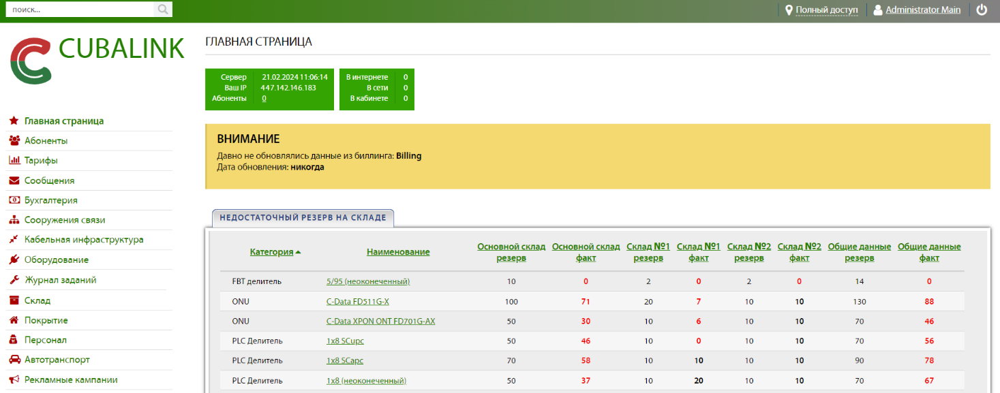 поиск...
Полный доступ
Administrator Main
CUBALINK
ГЛАВНАЯ СТРАНИЦА
Сервер 21.02.2024 11:06:14
Ваш IP 447.142.146.183
Абоненты 0
В интернете 0
В сети 0
В кабинете 0
Главная страница
Абоненты
Тарифы
Сообщения
Бухгалтерия
Сооружения связи
Кабельная инфраструктура
Оборудование
Журнал заданий
Склад
Покрытие
Персонал
Автотранспорт
Рекламные кампании
ВНИМАНИЕ
Давно не обновлялись данные из биллинга: Billing
Дата обновления: никогда
НЕДОСТАТОЧНЫЙ РЕЗЕРВ НА СКЛАДЕ
Категория Наименование Основной склад Основной склад Склад №1 Склад №1 Склад №2 Склад №2 Общие данные Общие данные
резерв факт резерв факт резерв факт резерв факт
FBT делитель 5/95 (неоконеченный) 10 0 2 0 2 0 14 0
ONU C-Data FD511G-X 100 71 20 7 10 10 130 88
ONU C-Data XPON ONT FD701G-AX 50 30 10 6 10 10 70 46
PLC Делитель 1x8 SCupc 50 46 10 0 10 10 70 56
PLC Делитель 1x8 SCapc 70 58 10 10 10 10 90 78
PLC Делитель 1x8 (неоконеченный) 50 37 10 20 10 10 70 67